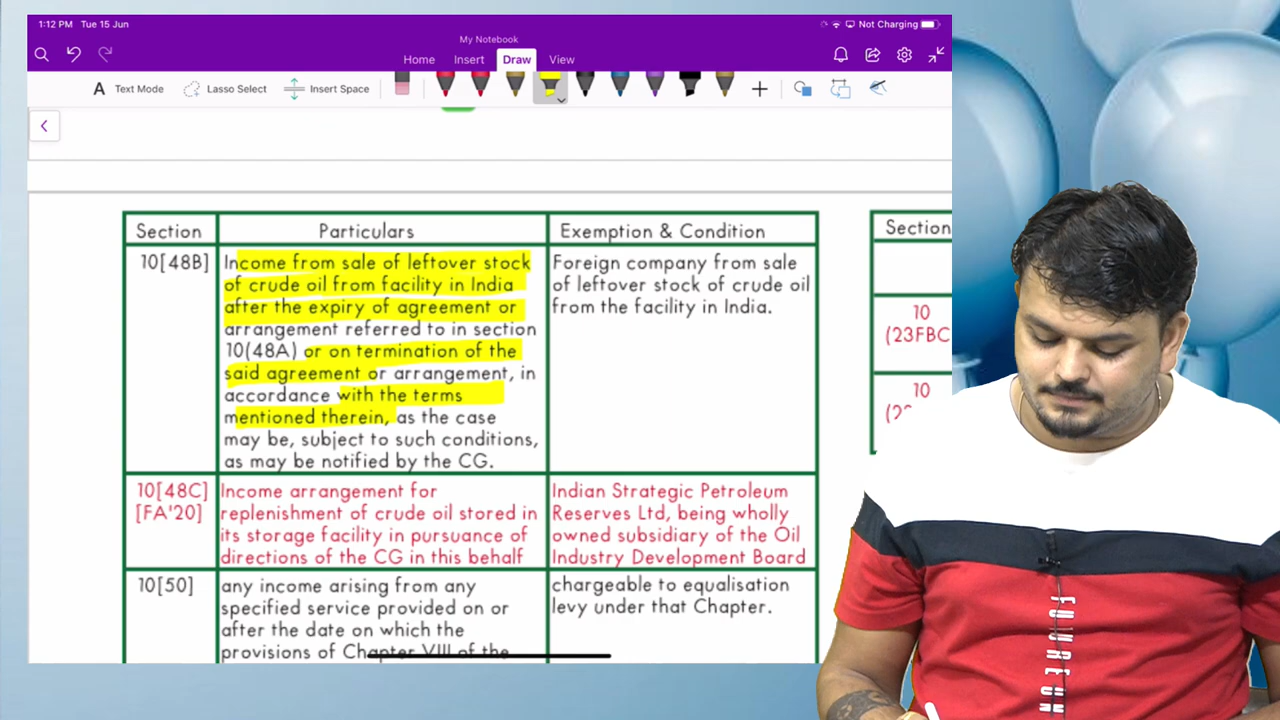 1:12 PM Tue 15 Jun
Not Charging
My Notebook
Home Insert Draw View
Text Mode Lasso Select Insert Space
Section Particulars Exemption & Condition
10[48B]
Income from sale of leftover stock
of crude oil from facility in India
after the expiry of agreement or
arrangement referred to in section
10(48A) or on termination of the
said agreement or arrangement, in
accordance with the terms
mentioned therein, as the case
may be, subject to such conditions,
as may be notified by the CG.
Foreign company from sale
of leftover stock of crude oil
from the facility in India.
10[48C]
[FA'20]
Income arrangement for
replenishment of crude oil stored in
its storage facility in pursuance of
directions of the CG in this behalf
Indian Strategic Petroleum
Reserves Ltd, being wholly
owned subsidiary of the Oil
Industry Development Board
10[50]
any income arising from any
specified service provided on or
after the date on which the
provisions of Chapter VIII of the
chargeable to equalisation
levy under that Chapter.
Section
10
(23FBC
10